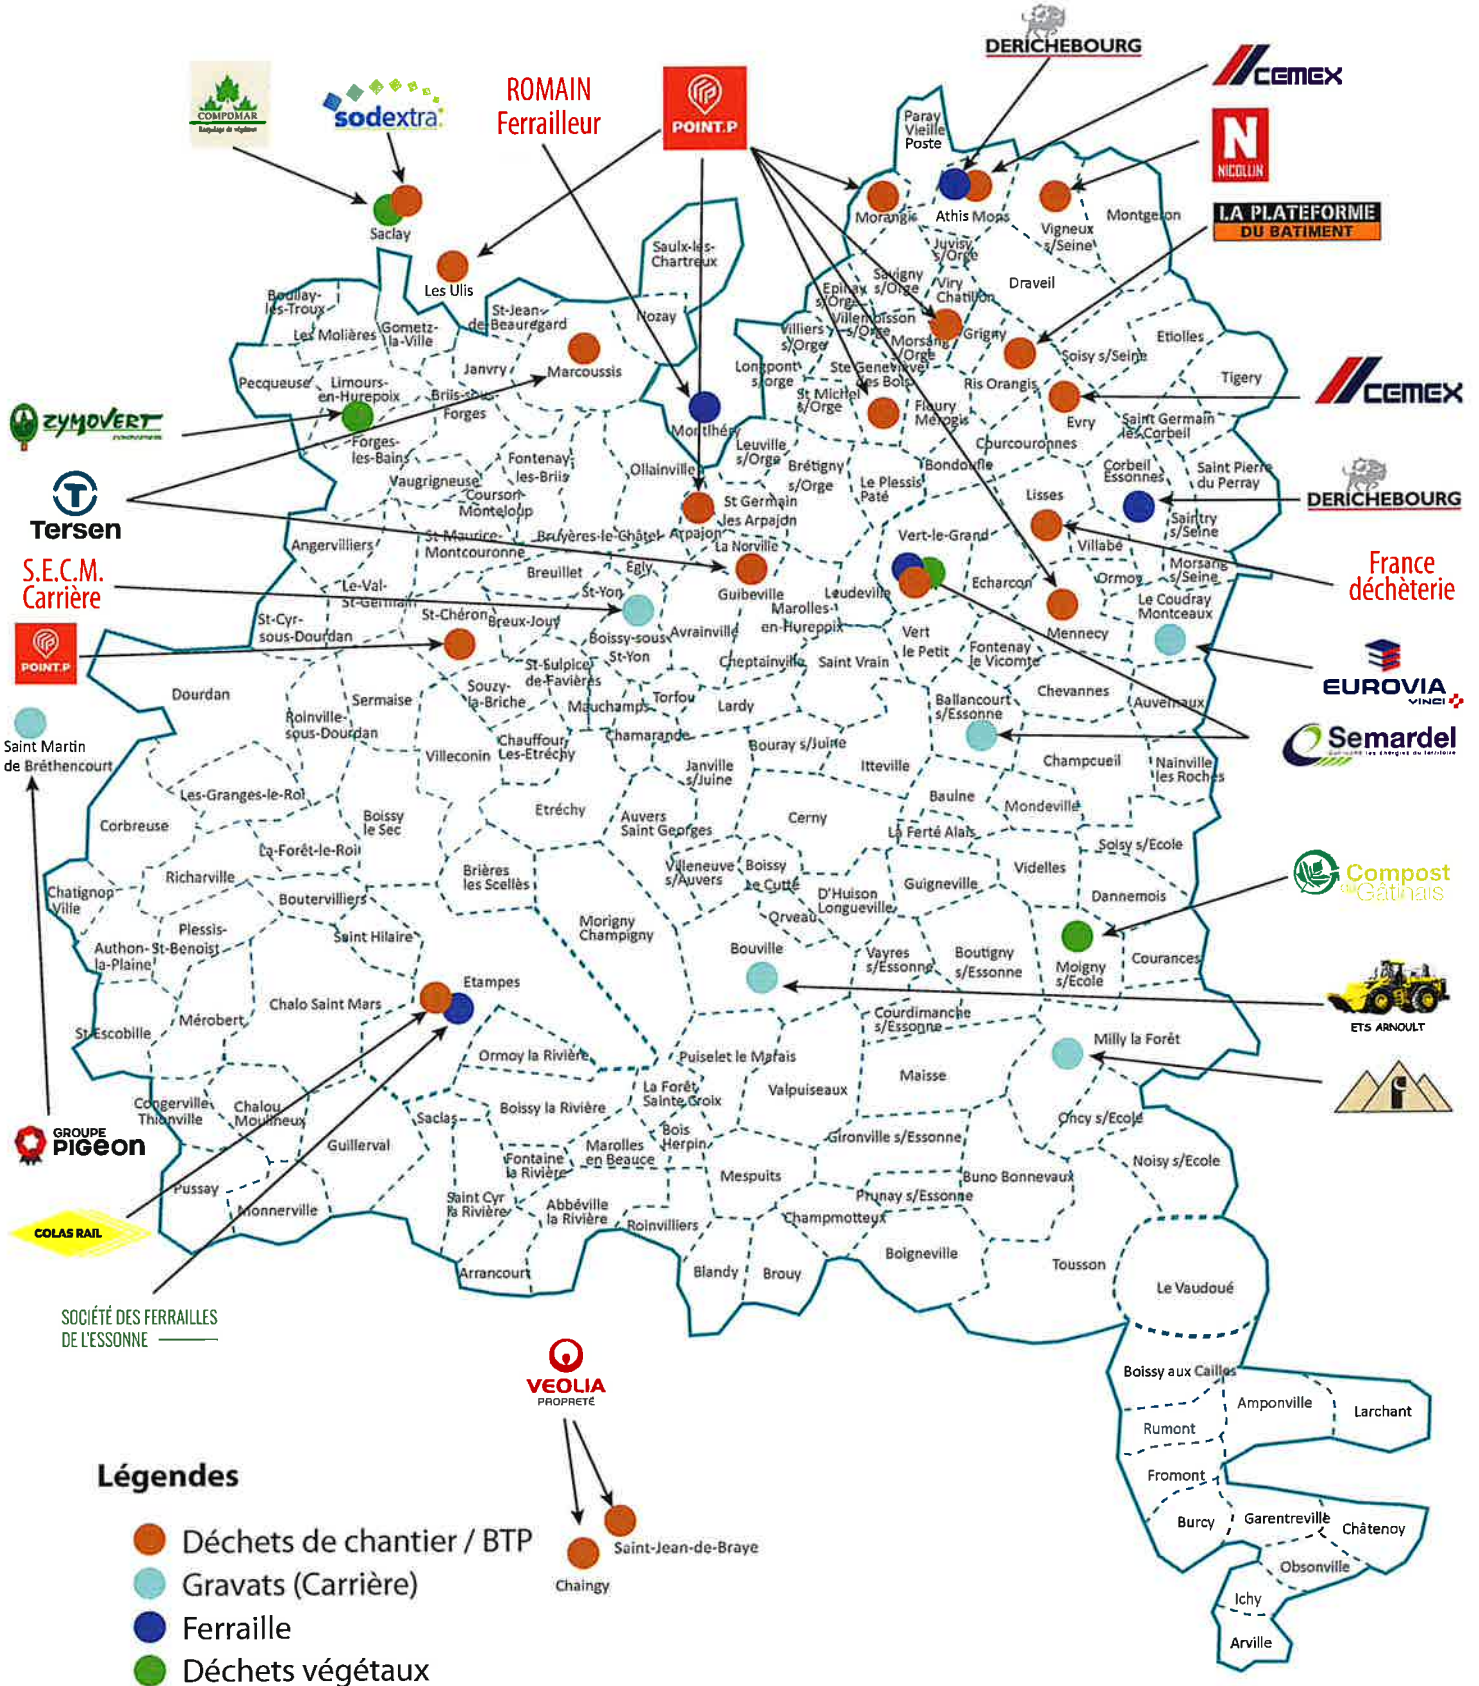 DERICHEBOURG
CEMEX
COMPOMAR
Recyclage de végétaux
sodextra
ROMAIN
Ferrailleur
POINT.P
N
NICOLLIN
LA PLATEFORME
DU BATIMENT
Paray
Vieille
Poste
Morangis
Athis Mons
Vigneux
s/Seine
Montgeron
Saclay
Les Ulis
Saulx-les-
Chartreux
Juvisy
s/Orge
Draveil
Savigny
s/Orge
Viry
Chatillon
Epinay
s/Orge
Boullay-
les-Troux
Les Molières
Gometz-
la-Ville
St-Jean-
de-Beauregard
Nozay
Villiers
s/Orge
Villemoisson
s/Orge
Morsang
s/Orge
Grigny
Etiolles
Soisy s/Seine
Tigery
Pecqueuse
Limours-
en-Hurepoix
Janvry
Marcoussis
Longpont
s/orge
Ste Geneviève
des Bois
Ris Orangis
CEMEX
Briis-sous-
Forges
St Michel
s/Orge
Fleury
Mérogis
Evry
Saint Germain
les Corbeil
ZYMOVERT
Forges-
les-Bains
Montlhéry
Leuville
s/Orge
Courcouronnes
Fontenay
les-Briis
Ollainville
Brétigny
s/Orge
Bondoufle
Corbeil
Essonnes
Saint Pierre
du Perray
T
Tersen
Vaugrigneuse
Courson
Monteloup
Le Plessis
Paté
Lisses
DERICHEBOURG
St Germain
les Arpajon
Saintry
s/Seine
Angervilliers
St-Maurice-
Montcouronne
Bruyères-le-Châtel
Arpajon
La Norville
Vert-le-Grand
Villabé
S.E.C.M.
Carrière
Breuillet
Egly
Guibeville
Leudeville
Echarcon
Ormoy
Morsang
s/Seine
France
déchèterie
Le-Val-
St-Germain
St-Yon
Marolles-
en-Hureppix
Le Coudray
Montceaux
St-Cyr-
sous-Dourdan
St-Chéron
Breux-Jouy
Boissy-sous-
St-Yon
Avrainville
Vert
le Petit
Mennecy
POINT.P
St-Sulpice
de-Favières
Cheptainville
Saint Vrain
Fontenay
le Vicomte
EUROVIA
VINCI
Dourdan
Sermaise
Souzy-
la-Briche
Mauchamps
Torfou
Lardy
Ballancourt
s/Essonne
Chevannes
Auvernaux
Roinville-
sous-Dourdan
Saint Martin
de Bréthencourt
Villeconin
Chauffour
Les-Etréchy
Chamarande
Bouray s/Juine
Semardel
Janville
s/Juine
Itteville
Champcueil
Nainville
les Roches
Les-Granges-le-Roi
Etréchy
Baulne
Mondeville
Corbreuse
Boissy
le Sec
Auvers
Saint Georges
Cerny
La Ferté Alais
Soisy s/Ecole
La-Forêt-le-Roi
Richarville
Brières
les Scellès
Villeneuve
s/Auvers
Boissy
Le Cutté
Videlles
Compost
du Gâtinais
Chatignop
Ville
Boutervilliers
D'Huison
Longueville
Guigneville
Dannemois
Orveau
Plessis-
St-Benoist
Saint Hilaire
Morigny
Champigny
Authon-
la-Plaine
Bouville
Vayres
s/Essonne
Boutigny
s/Essonne
Moigny
s/Ecole
Courances
Etampes
Chalo Saint Mars
ETS ARNOULT
St-Escobille
Mérobert
Courdimanche
s/Essonne
Milly la Forêt
Ormoy la Rivière
Puiselet le Marais
Valpuiseaux
Maisse
La Forêt
Sainte Croix
Congerville
Thionville
Chalou
Moulineux
Saclas
Boissy la Rivière
Oncy s/Ecole
GROUPE
PIGEON
Guillerval
Marolles
en Beauce
Bois
Herpin
Gironville s/Essonne
Noisy s/Ecole
Fontaine
la Rivière
Mespuits
Buno Bonnevaux
Pussay
Monnerville
Saint Cyr
la Rivière
Abbéville
la Rivière
Roinvilliers
Prunay s/Essonne
Champmotteux
COLAS RAIL
Boigneville
Arrancourt
Blandy
Brouy
Tousson
Le Vaudoué
SOCIÉTÉ DES FERRAILLES
DE L'ESSONNE
VEOLIA
PROPRETÉ
Boissy aux Cailles
Amponville
Larchant
Rumont
Fromont
Burcy
Garentreville
Châtenoy
Obsonville
Ichy
Arville
Saint-Jean-de-Braye
Chaingy
Légendes
Déchets de chantier / BTP
Gravats (Carrière)
Ferraille
Déchets végétaux